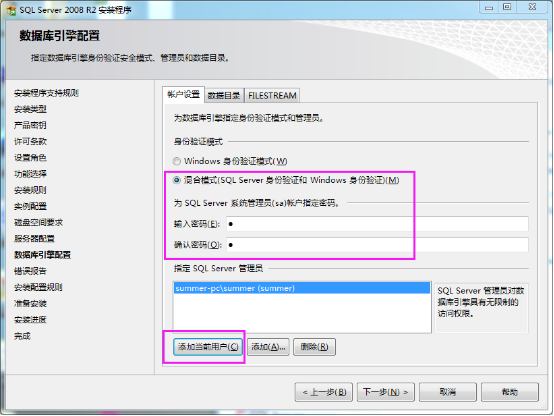 SQL Server 2008 R2 安装程序
数据库引擎配置
指定数据库引擎身份验证安全模式、管理员和数据目录。
安装程序支持规则
安装类型
产品密钥
许可条款
设置角色
功能选择
安装规则
实例配置
磁盘空间要求
服务器配置
数据库引擎配置
错误报告
安装配置规则
准备安装
安装进度
完成
帐户设置 数据目录 FILESTREAM
为数据库引擎指定身份验证模式和管理员。
身份验证模式
Windows 身份验证模式(W)
混合模式(SQL Server 身份验证和 Windows 身份验证)(M)
为 SQL Server 系统管理员(sa)帐户指定密码。
输入密码(E): ●
确认密码(O): ●
指定 SQL Server 管理员
summer-pc\summer (summer)
SQL Server 管理员对数
据库引擎具有无限制的
访问权限。
添加当前用户(C) 添加(A)... 删除(R)
< 上一步(B) 下一步(N) > 取消 帮助